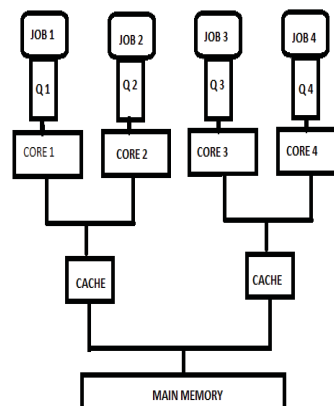 JOB 1
JOB 2
JOB 3
JOB 4
Q 1
Q 2
Q 3
Q 4
CORE 1
CORE 2
CORE 3
CORE 4
CACHE
CACHE
MAIN MEMORY